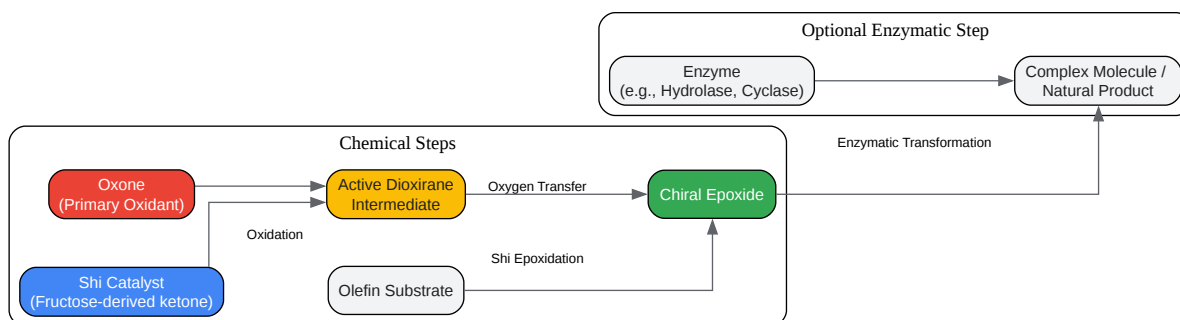 Optional Enzymatic Step
Enzyme
(e.g., Hydrolase, Cyclase)
Complex Molecule /
Natural Product
Enzymatic Transformation
Chemical Steps
Oxone
(Primary Oxidant)
Active Dioxirane
Intermediate
Oxygen Transfer
Chiral Epoxide
Oxidation
Shi Epoxidation
Shi Catalyst
(Fructose-derived ketone)
Olefin Substrate